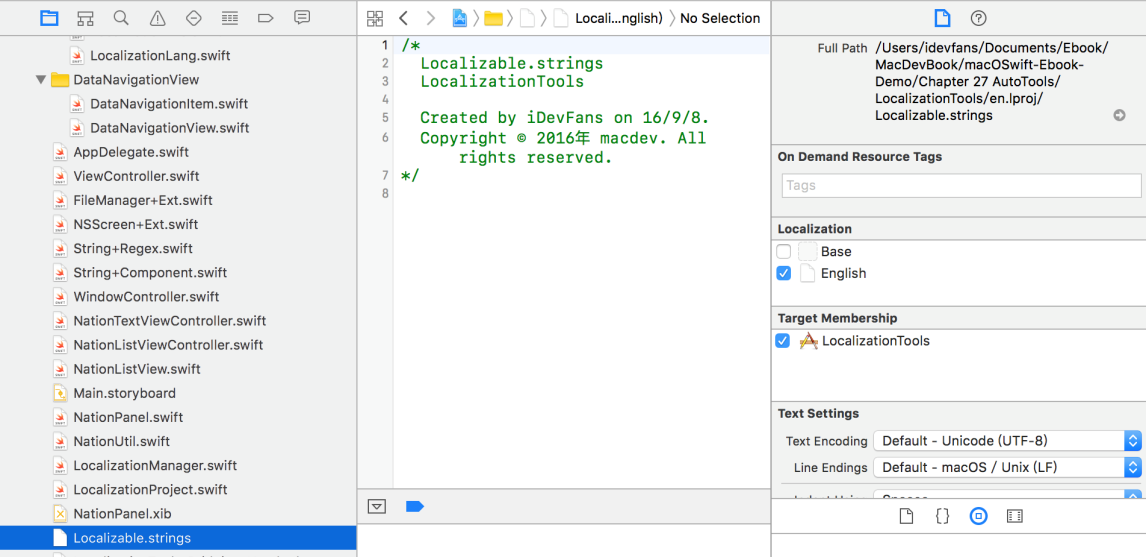 LocalizationLang.swift
DataNavigationView
DataNavigationItem.swift
DataNavigationView.swift
AppDelegate.swift
ViewController.swift
FileManager+Ext.swift
NSScreen+Ext.swift
String+Regex.swift
String+Component.swift
WindowController.swift
NationTextViewController.swift
NationListViewController.swift
NationListView.swift
Main.storyboard
NationPanel.swift
NationUtil.swift
LocalizationManager.swift
LocalizationProject.swift
NationPanel.xib
Localizable.strings
Locali...nglish) No Selection
1 /*
2 Localizable.strings
3 LocalizationTools
4
5 Created by iDevFans on 16/9/8.
6 Copyright © 2016年 macdev. All
rights reserved.
7 */
8
Full Path /Users/idevfans/Documents/Ebook/
MacDevBook/macOSwift-Ebook-
Demo/Chapter 27 AutoTools/
LocalizationTools/en.lproj/
Localizable.strings
On Demand Resource Tags
Tags
Localization
Base
English
Target Membership
LocalizationTools
Text Settings
Text Encoding Default - Unicode (UTF-8)
Line Endings Default - macOS / Unix (LF)